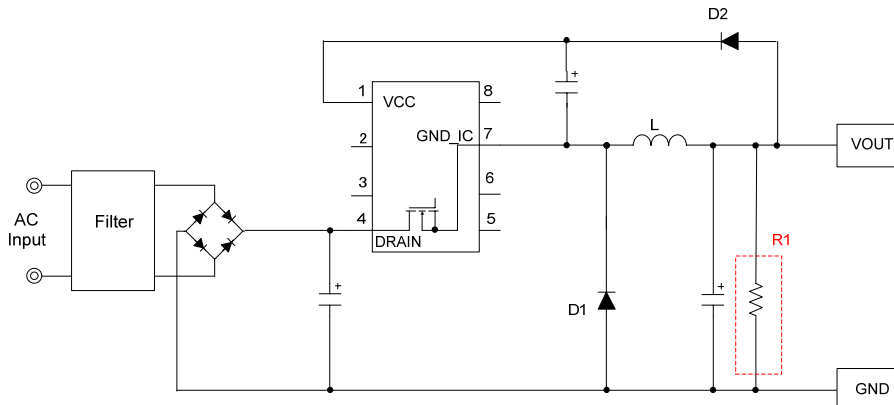 D2
1
VCC
8
+
2
GND_IC
7
L
VOUT
3
6
AC
Input
Filter
4
DRAIN
5
R1
+
D1
+
GND